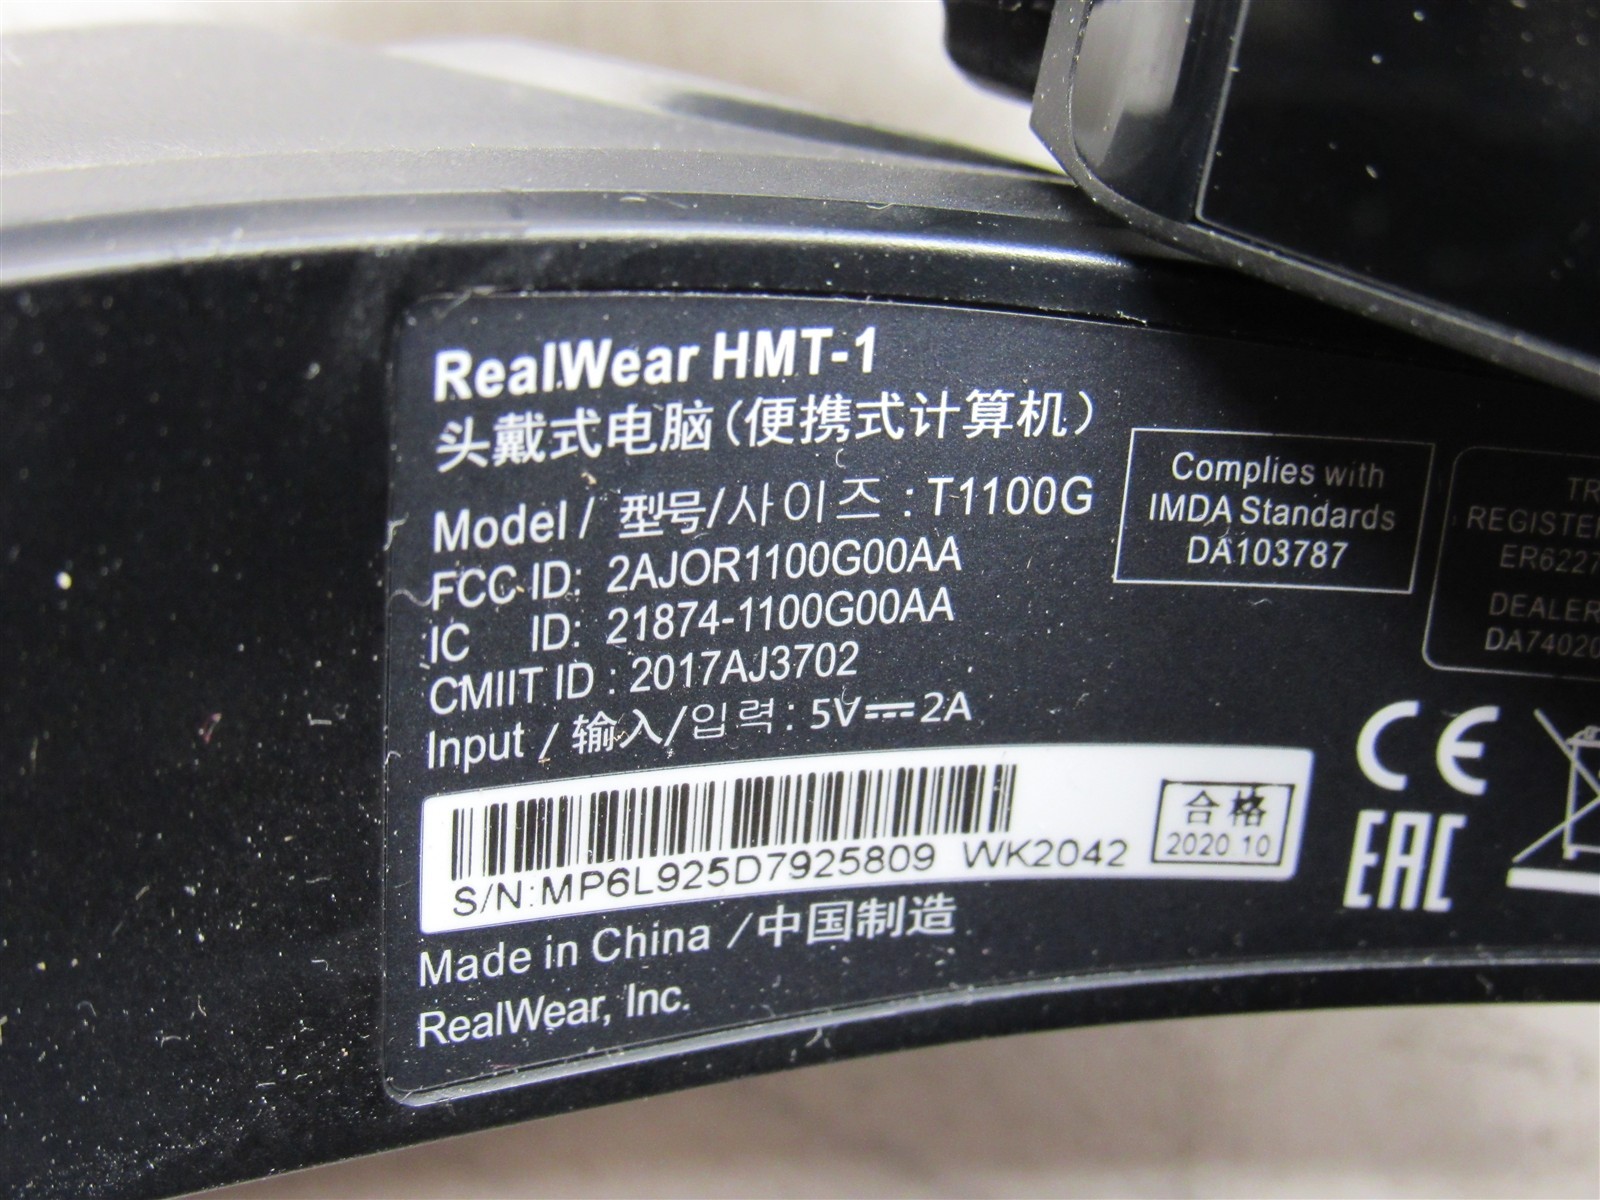 RealWear HMT-1
头戴式电脑（便携式计算机）
Model / 型号/사이즈 : T1100G
FCC ID: 2AJOR1100G00AA
IC ID: 21874-1100G00AA
CMIIT ID : 2017AJ3702
Input / 输入/입력 : 5V⎓2A
S/N:MP6L925D7925809 WK2042
合格
2020 10
Made in China /中国制造
RealWear, Inc.
Complies with
IMDA Standards
DA103787
CE
EAC